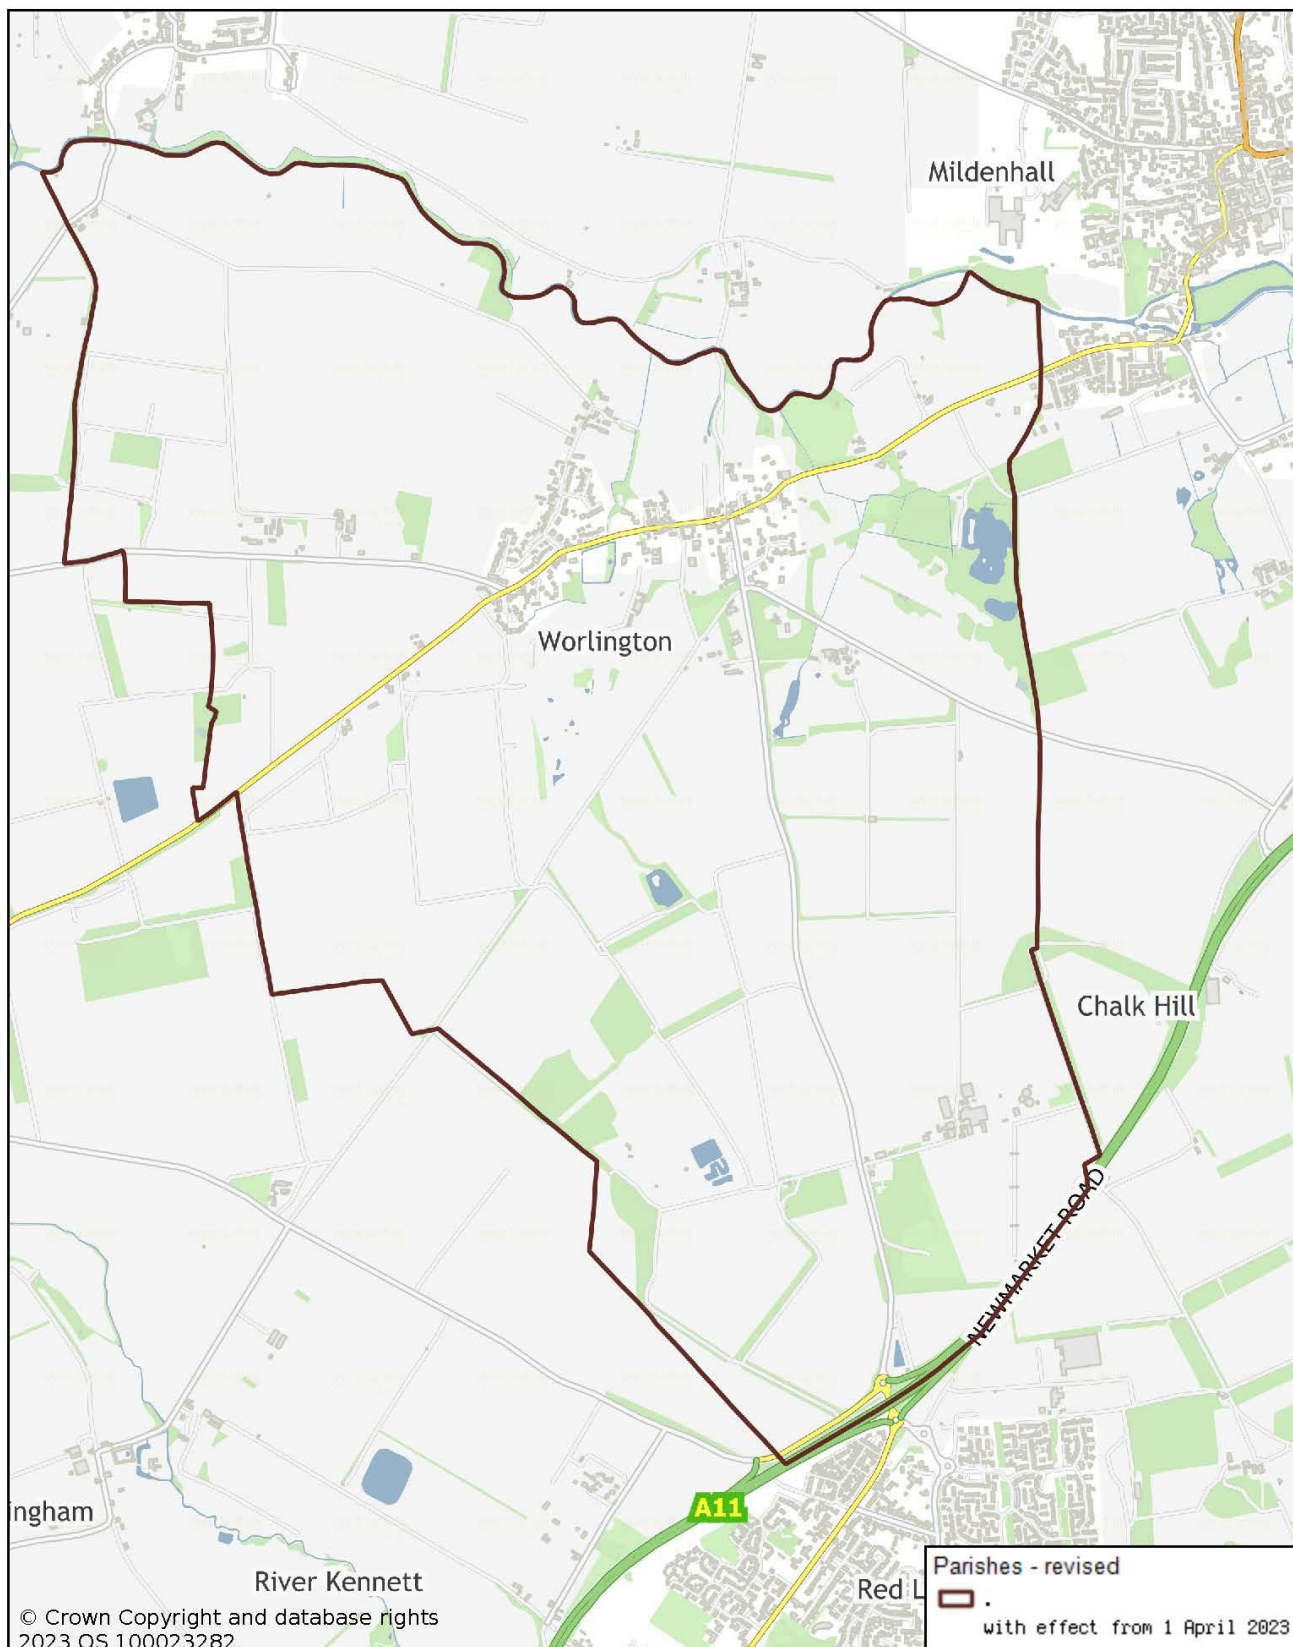 Mildenhall
Worlington
Chalk Hill
NEWMARKET ROAD
A11
ingham
River Kennett
Red L
Parishes - revised
.
with effect from 1 April 2023
© Crown Copyright and database rights
2023 OS 100023282.